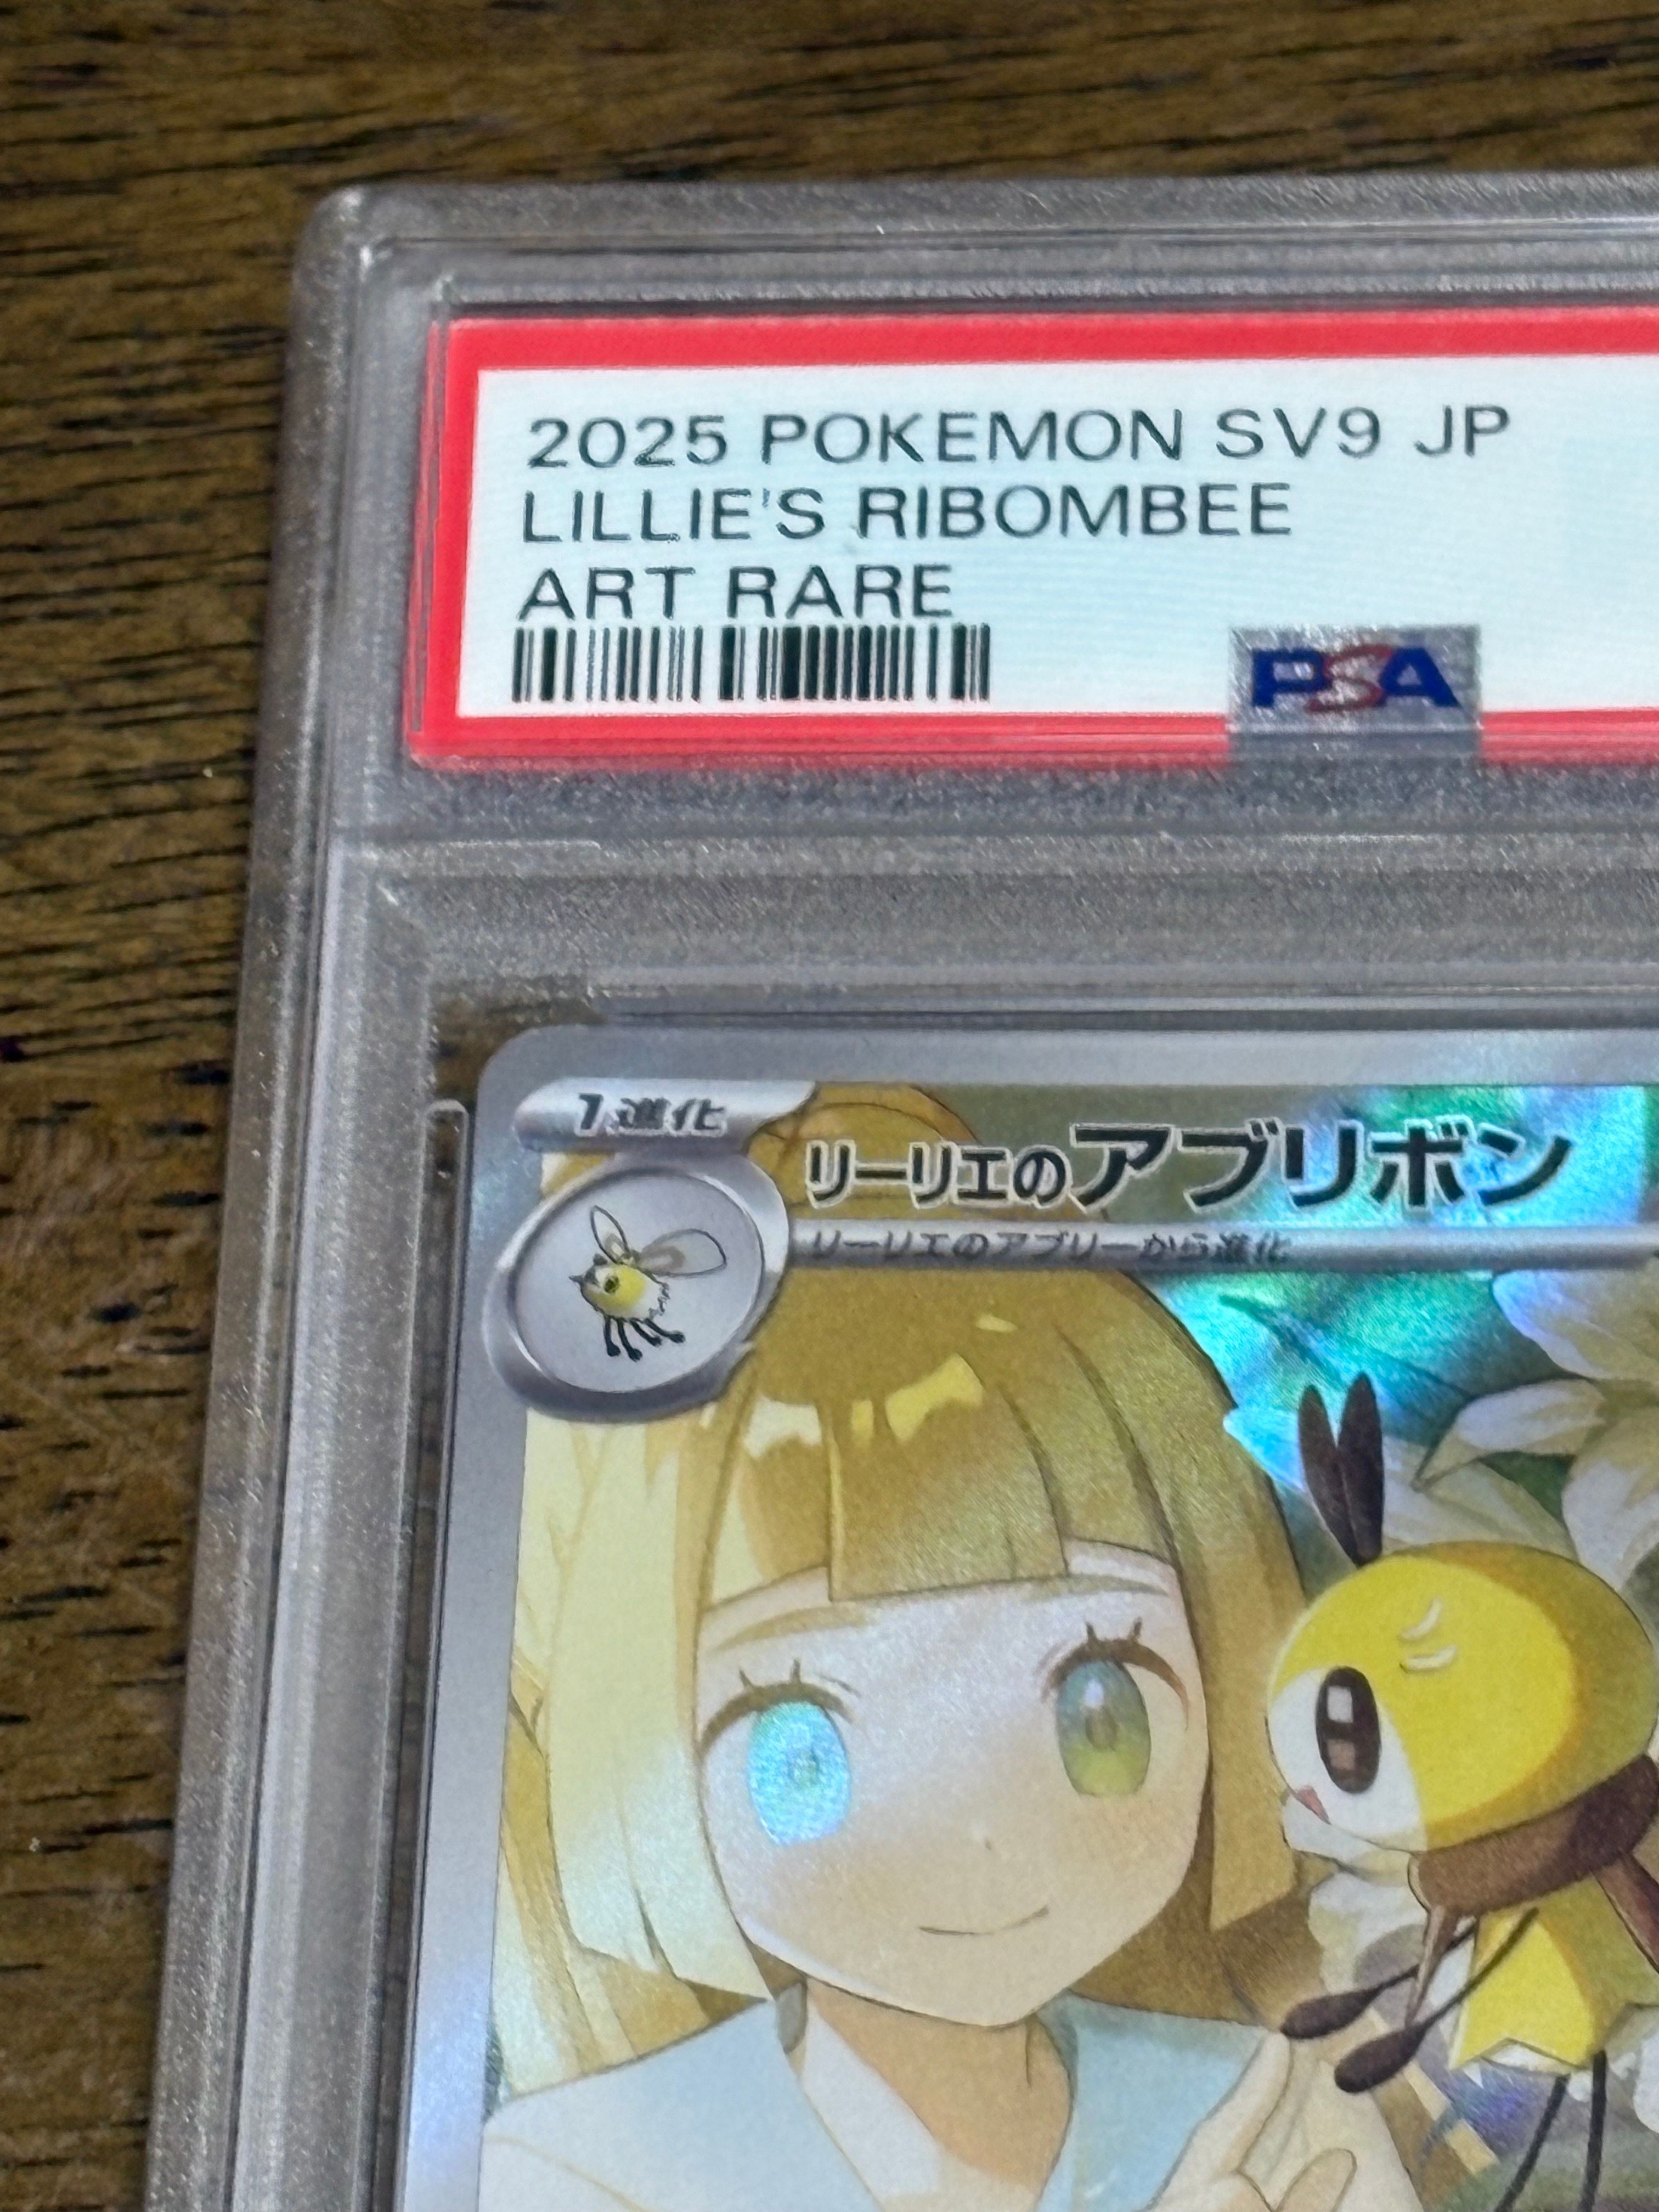 2025 POKEMON SV9 JP
LILLIE'S RIBOMBEE
ART RARE
PSA
1進化
リーリエのアブリボン
リーリエのアブリーから進化